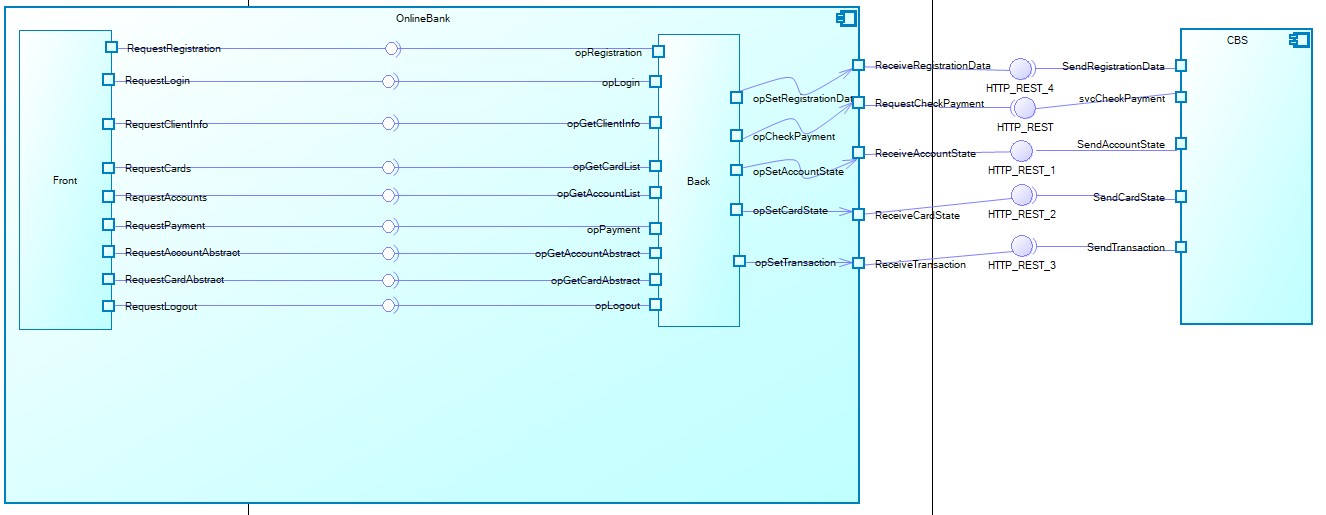 OnlineBank
CBS
Front
Back
RequestRegistration
opRegistration
RequestLogin
opLogin
RequestClientInfo
opGetClientInfo
RequestCards
opGetCardList
RequestAccounts
opGetAccountList
RequestPayment
opPayment
RequestAccountAbstract
opGetAccountAbstract
RequestCardAbstract
opGetCardAbstract
RequestLogout
opLogout
opSetRegistrationDat
ReceiveRegistrationData
HTTP_REST_4
SendRegistrationData
opCheckPayment
RequestCheckPayment
HTTP_REST
svcCheckPayment
opSetAccountState
ReceiveAccountState
HTTP_REST_1
SendAccountState
opSetCardState
ReceiveCardState
HTTP_REST_2
SendCardState
opSetTransaction
ReceiveTransaction
HTTP_REST_3
SendTransaction